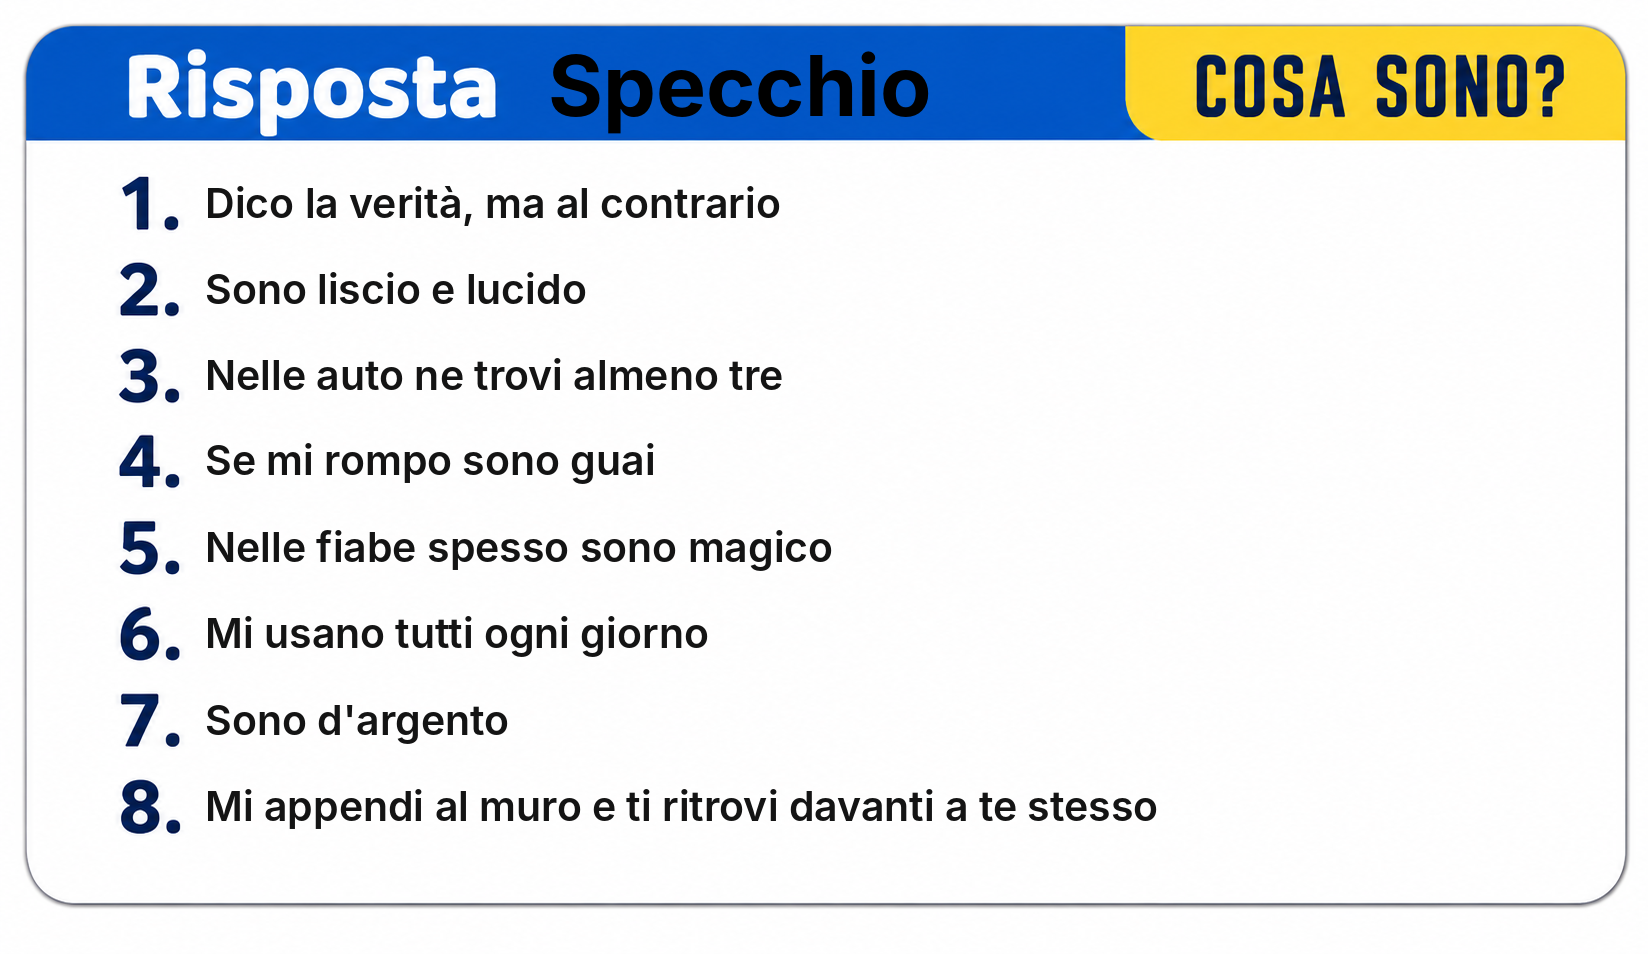 Risposta Specchio
COSA SONO?
1. Dico la verità, ma al contrario
2. Sono liscio e lucido
3. Nelle auto ne trovi almeno tre
4. Se mi rompo sono guai
5. Nelle fiabe spesso sono magico
6. Mi usano tutti ogni giorno
7. Sono d'argento
8. Mi appendi al muro e ti ritrovi davanti a te stesso